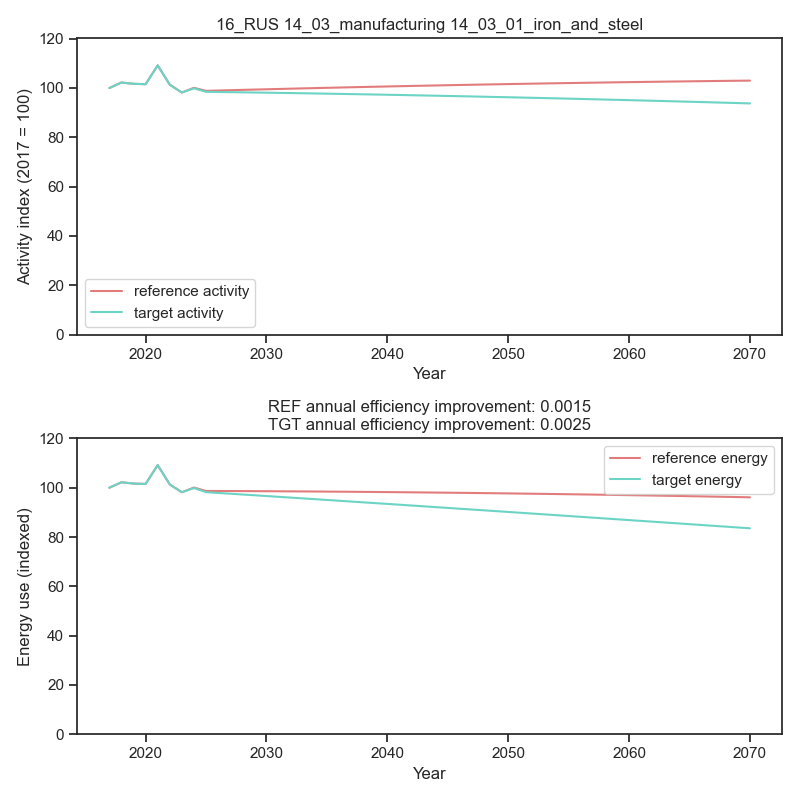 16_RUS 14_03_manufacturing 14_03_01_iron_and_steel
120
100
80
60
40
20
0
Activity index (2017 = 100)
reference activity
target activity
2020 2030 2040 2050 2060 2070
Year
REF annual efficiency improvement: 0.0015
TGT annual efficiency improvement: 0.0025
120
100
80
60
40
20
0
Energy use (indexed)
reference energy
target energy
2020 2030 2040 2050 2060 2070
Year